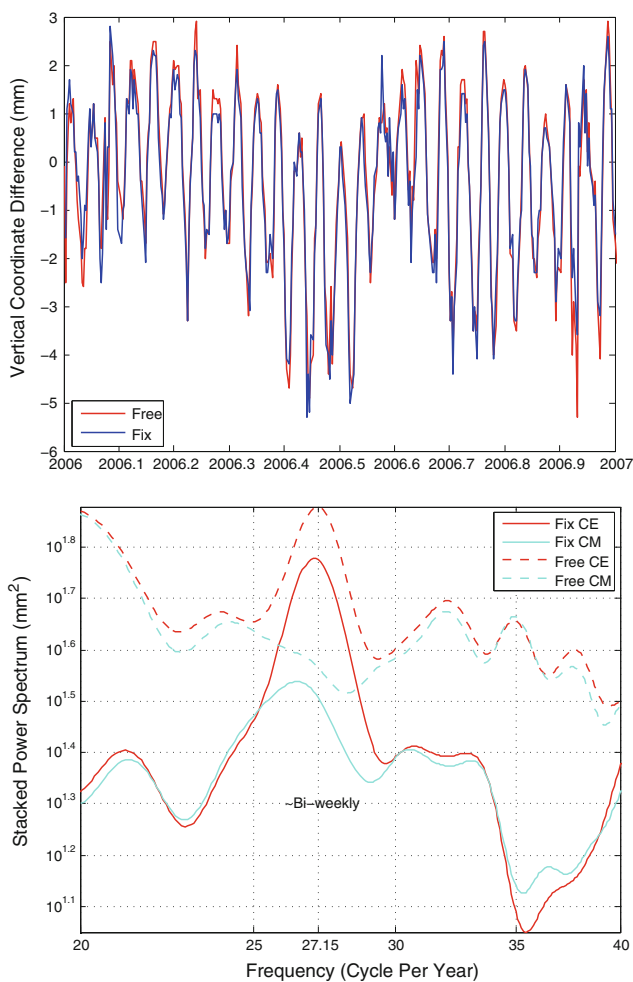 3
2
1
0
-1
-2
-3
-4
-5
-6
Vertical Coordinate Difference (mm)
Free
Fix
2006 2006.1 2006.2 2006.3 2006.4 2006.5 2006.6 2006.7 2006.8 2006.9 2007
10^1.8
10^1.7
10^1.6
10^1.5
10^1.4
10^1.3
10^1.2
10^1.1
Stacked Power Spectrum (mm²)
Fix CE
Fix CM
Free CE
Free CM
~Bi-weekly
20 25 27.15 30 35 40
Frequency (Cycle Per Year)